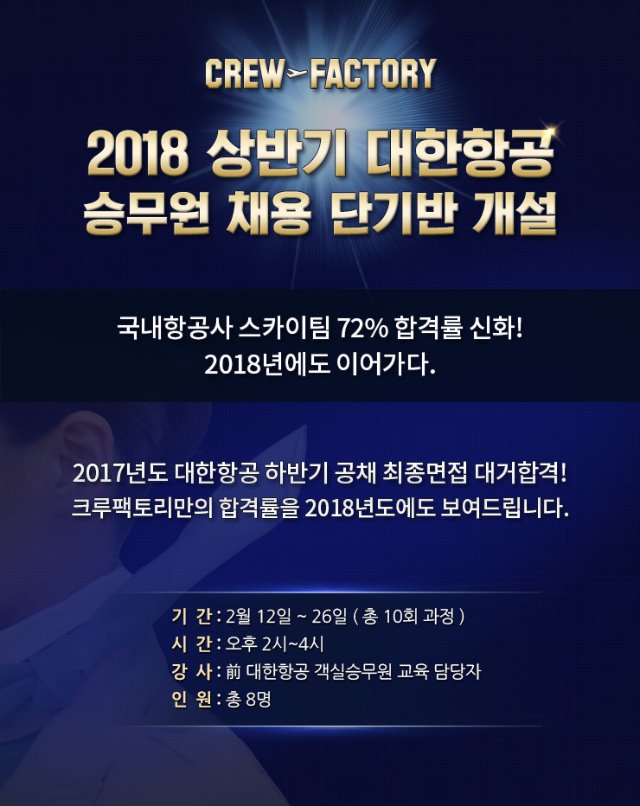 CREW FACTORY
2018 상반기 대한항공
승무원 채용 단기반 개설
국내항공사 스카이팀 72% 합격률 신화!
2018년에도 이어가다.
2017년도 대한항공 하반기 공채 최종면접 대거합격!
크루팩토리만의 합격률을 2018년도에도 보여드립니다.
기 간 : 2월 12일 ~ 26일 ( 총 10회 과정 )
시 간 : 오후 2시~4시
강 사 : 前 대한항공 객실승무원 교육 담당자
인 원 : 총 8명